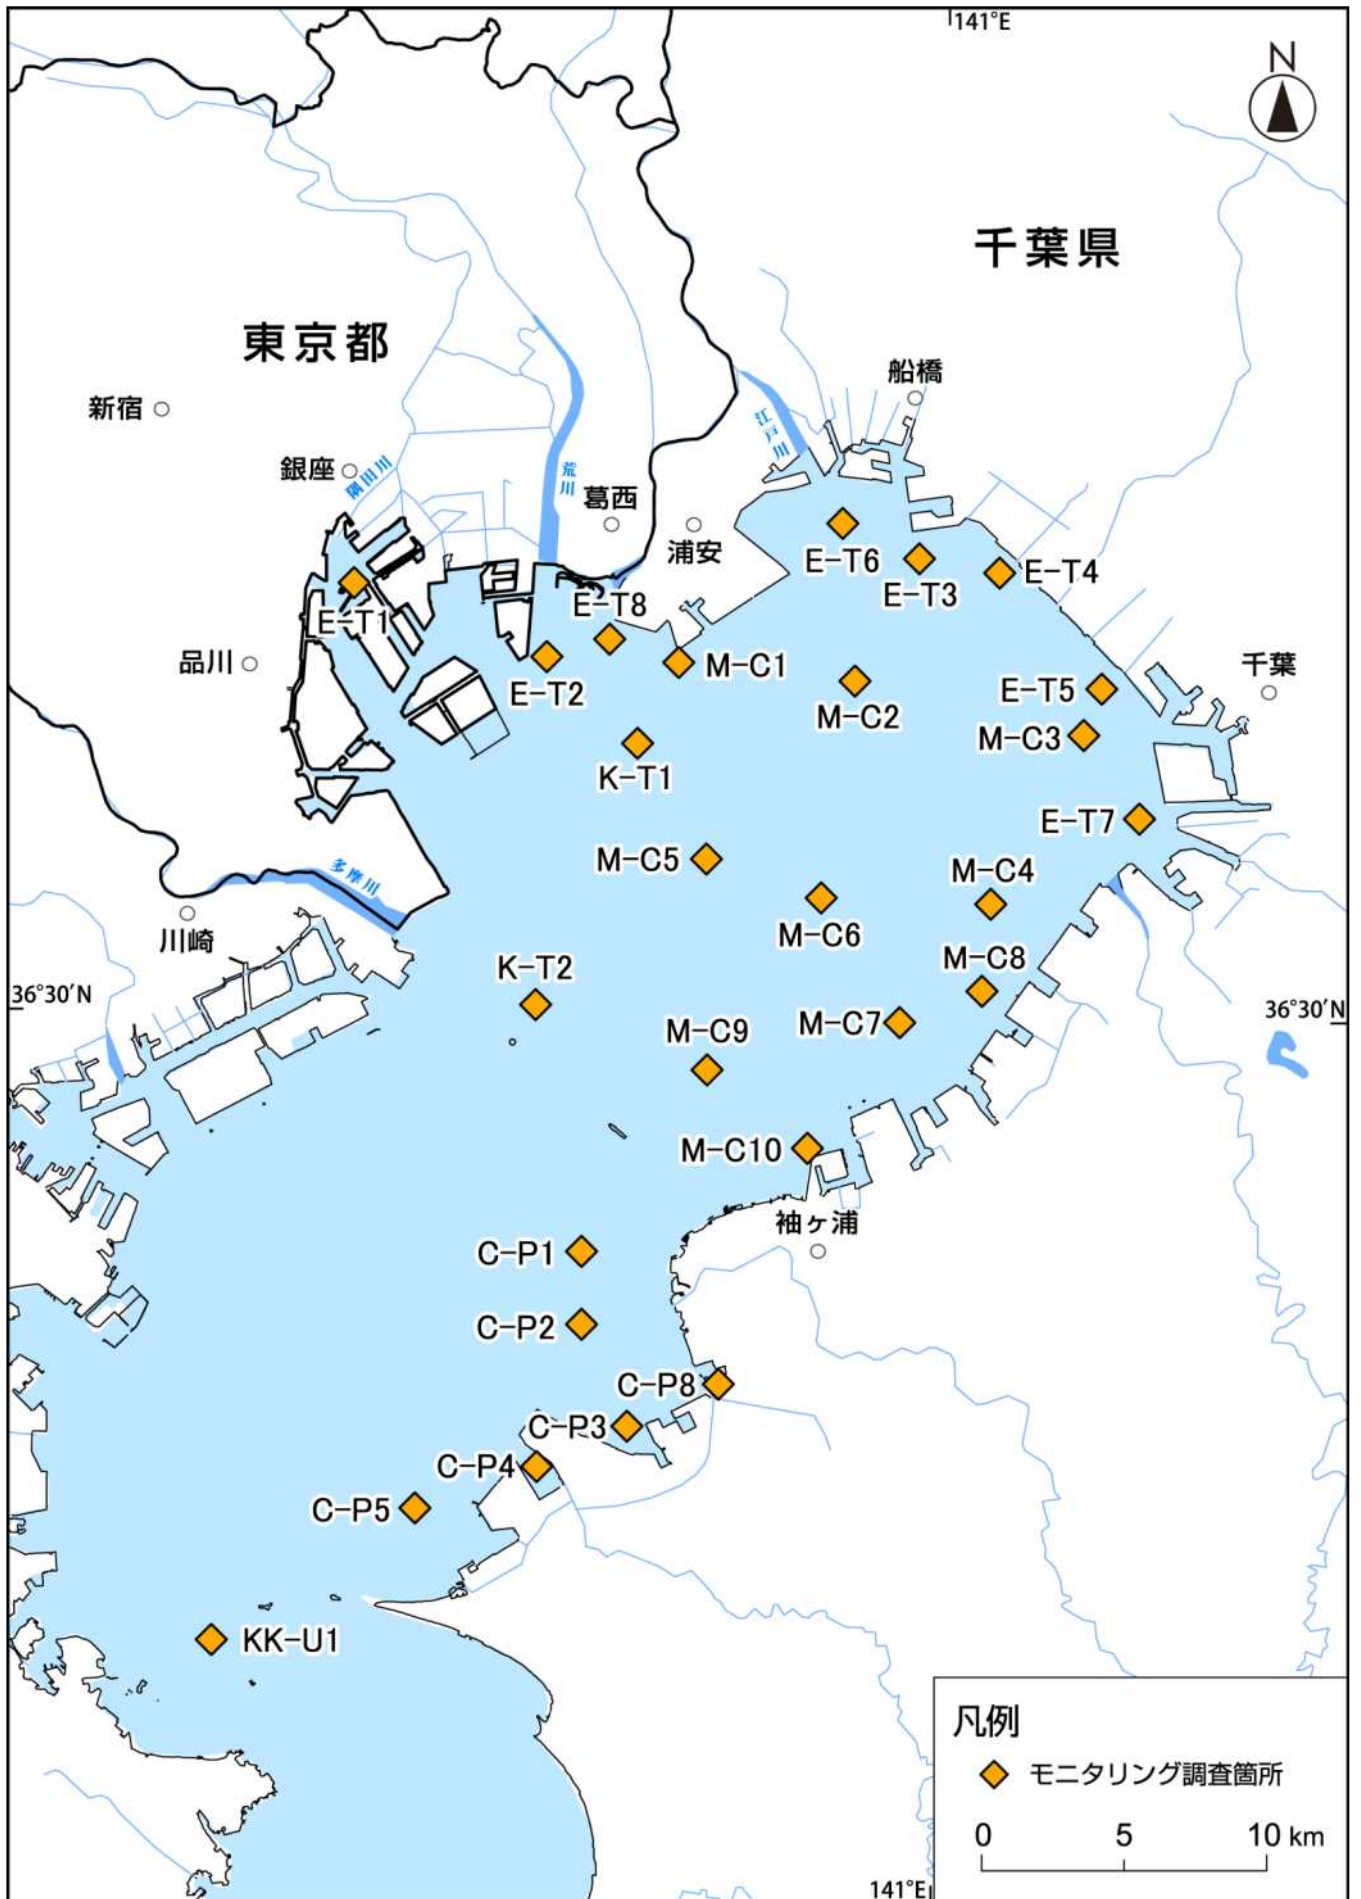 141°E
N
千葉県
東京都
船橋
新宿
江戸川
銀座
隅田川
荒川
葛西
浦安
E-T6
E-T3
E-T4
E-T1
E-T8
品川
E-T2
M-C1
M-C2
E-T5
千葉
M-C3
K-T1
E-T7
M-C5
M-C4
多摩川
M-C6
川崎
M-C8
K-T2
36°30′N
36°30′N
M-C7
M-C9
M-C10
袖ヶ浦
C-P1
C-P2
C-P8
C-P3
C-P4
C-P5
KK-U1
凡例
モニタリング調査箇所
0 5 10 km
141°E